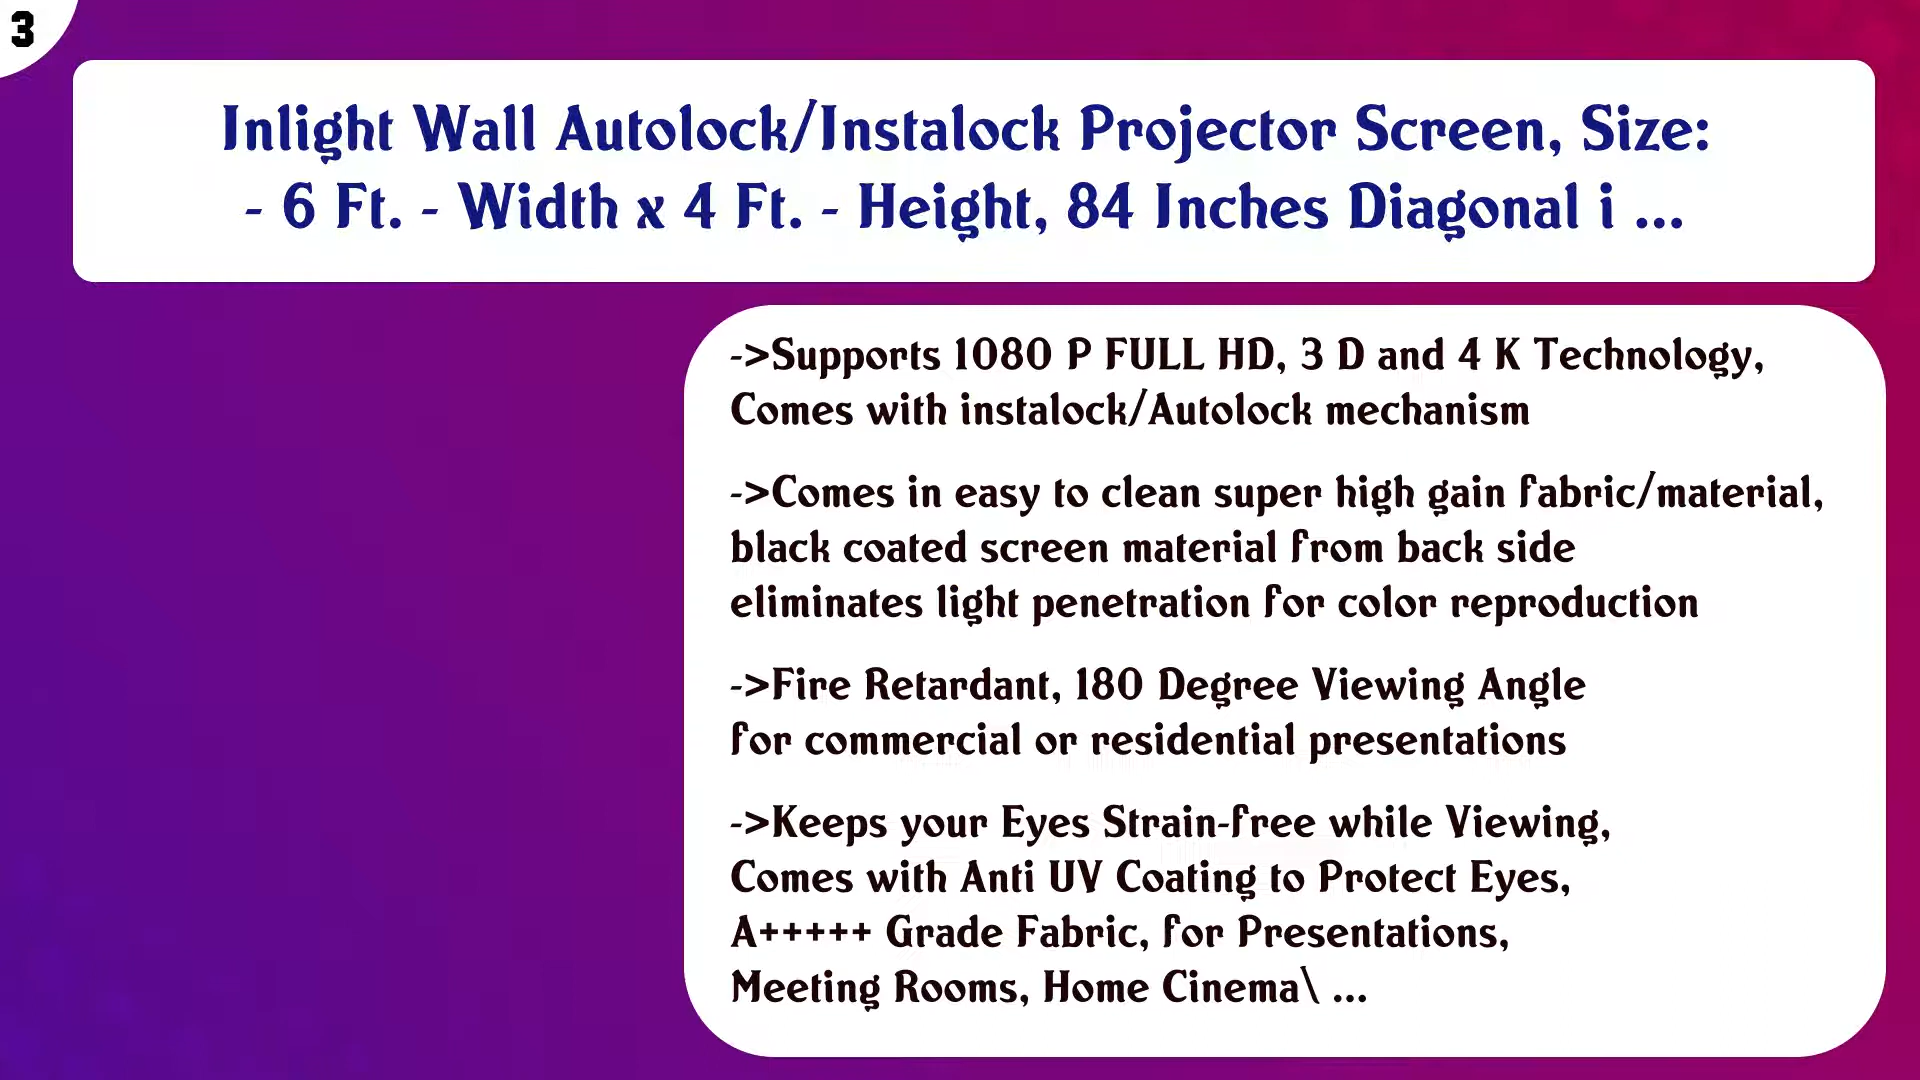 3
Inlight Wall Autolock/Instalock Projector Screen, Size:
- 6 Ft. - Width x 4 Ft. - Height, 84 Inches Diagonal i ...
->Supports 1080 P FULL HD, 3 D and 4 K Technology,
Comes with instalock/Autolock mechanism
->Comes in easy to clean super high gain fabric/material,
black coated screen material from back side
eliminates light penetration for color reproduction
->Fire Retardant, 180 Degree Viewing Angle
for commercial or residential presentations
->Keeps your Eyes Strain-free while Viewing,
Comes with Anti UV Coating to Protect Eyes,
A+++++ Grade Fabric, for Presentations,
Meeting Rooms, Home Cinema\ ...